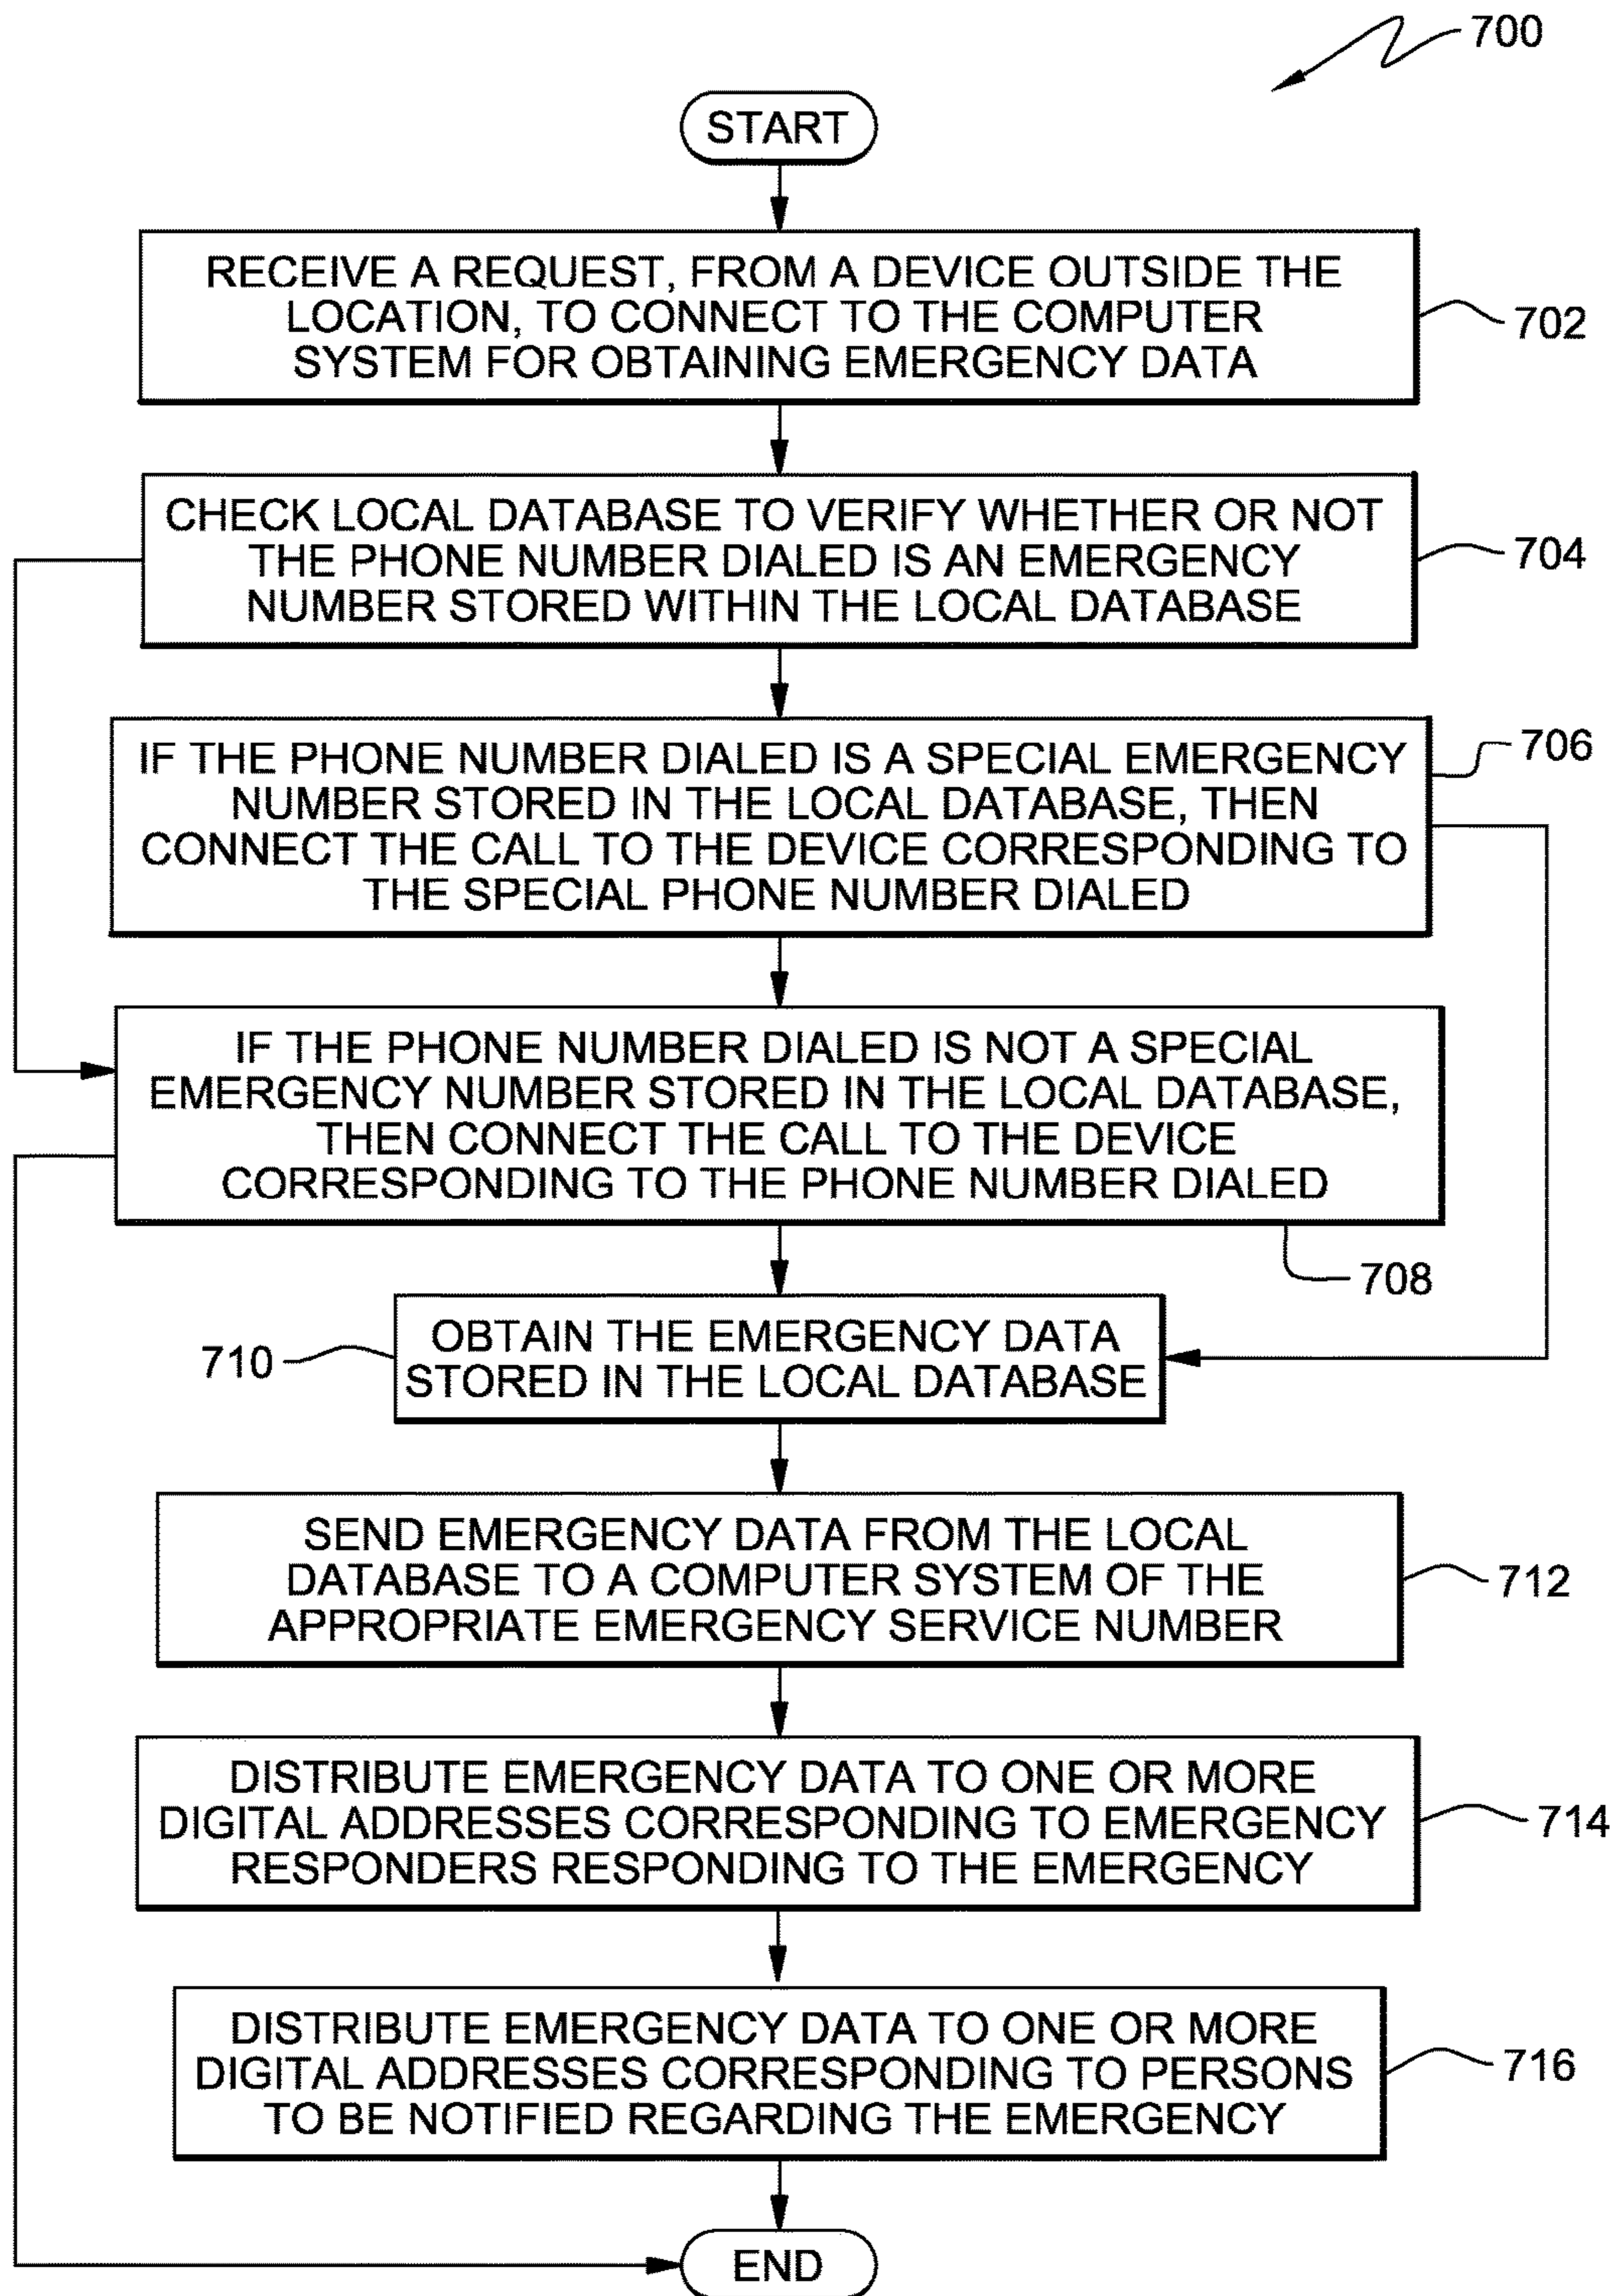 700
START
RECEIVE A REQUEST, FROM A DEVICE OUTSIDE THE
LOCATION, TO CONNECT TO THE COMPUTER
SYSTEM FOR OBTAINING EMERGENCY DATA
702
CHECK LOCAL DATABASE TO VERIFY WHETHER OR NOT
THE PHONE NUMBER DIALED IS AN EMERGENCY
NUMBER STORED WITHIN THE LOCAL DATABASE
704
IF THE PHONE NUMBER DIALED IS A SPECIAL EMERGENCY
NUMBER STORED IN THE LOCAL DATABASE, THEN
CONNECT THE CALL TO THE DEVICE CORRESPONDING TO
THE SPECIAL PHONE NUMBER DIALED
706
IF THE PHONE NUMBER DIALED IS NOT A SPECIAL
EMERGENCY NUMBER STORED IN THE LOCAL DATABASE,
THEN CONNECT THE CALL TO THE DEVICE
CORRESPONDING TO THE PHONE NUMBER DIALED
708
710
OBTAIN THE EMERGENCY DATA
STORED IN THE LOCAL DATABASE
SEND EMERGENCY DATA FROM THE LOCAL
DATABASE TO A COMPUTER SYSTEM OF THE
APPROPRIATE EMERGENCY SERVICE NUMBER
712
DISTRIBUTE EMERGENCY DATA TO ONE OR MORE
DIGITAL ADDRESSES CORRESPONDING TO EMERGENCY
RESPONDERS RESPONDING TO THE EMERGENCY
714
DISTRIBUTE EMERGENCY DATA TO ONE OR MORE
DIGITAL ADDRESSES CORRESPONDING TO PERSONS
TO BE NOTIFIED REGARDING THE EMERGENCY
716
END